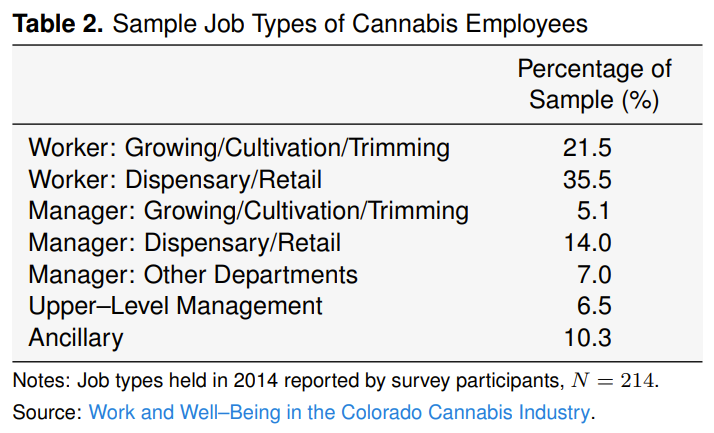 Table 2. Sample Job Types of Cannabis Employees
Percentage of
Sample (%)
Worker: Growing/Cultivation/Trimming 21.5
Worker: Dispensary/Retail 35.5
Manager: Growing/Cultivation/Trimming 5.1
Manager: Dispensary/Retail 14.0
Manager: Other Departments 7.0
Upper–Level Management 6.5
Ancillary 10.3
Notes: Job types held in 2014 reported by survey participants, N = 214.
Source: Work and Well–Being in the Colorado Cannabis Industry.